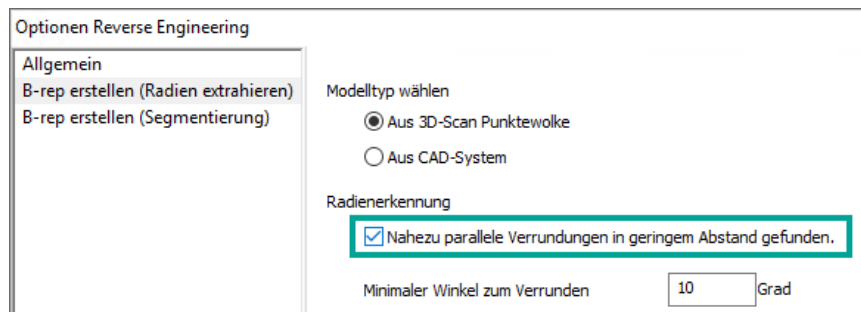 Optionen Reverse Engineering
Allgemein
B-rep erstellen (Radien extrahieren)
B-rep erstellen (Segmentierung)
Modelltyp wählen
Aus 3D-Scan Punktewolke
Aus CAD-System
Radienerkennung
Nahezu parallele Verrundungen in geringem Abstand gefunden.
Minimaler Winkel zum Verrunden 10 Grad